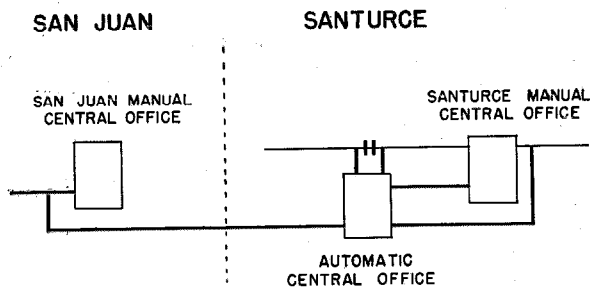 SAN JUAN
SANTURCE
SAN JUAN MANUAL
CENTRAL OFFICE
SANTURCE MANUAL
CENTRAL OFFICE
AUTOMATIC
CENTRAL OFFICE